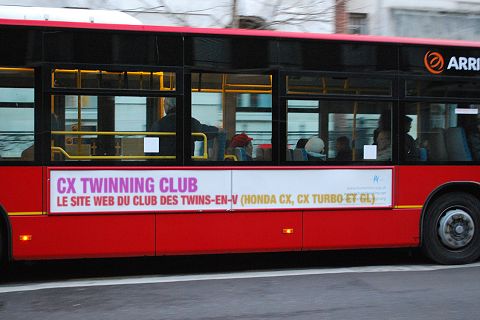 ARRI
CX TWINNING CLUB
LE SITE WEB DU CLUB DES TWINS-EN-V (HONDA CX, CX TURBO ET GL)